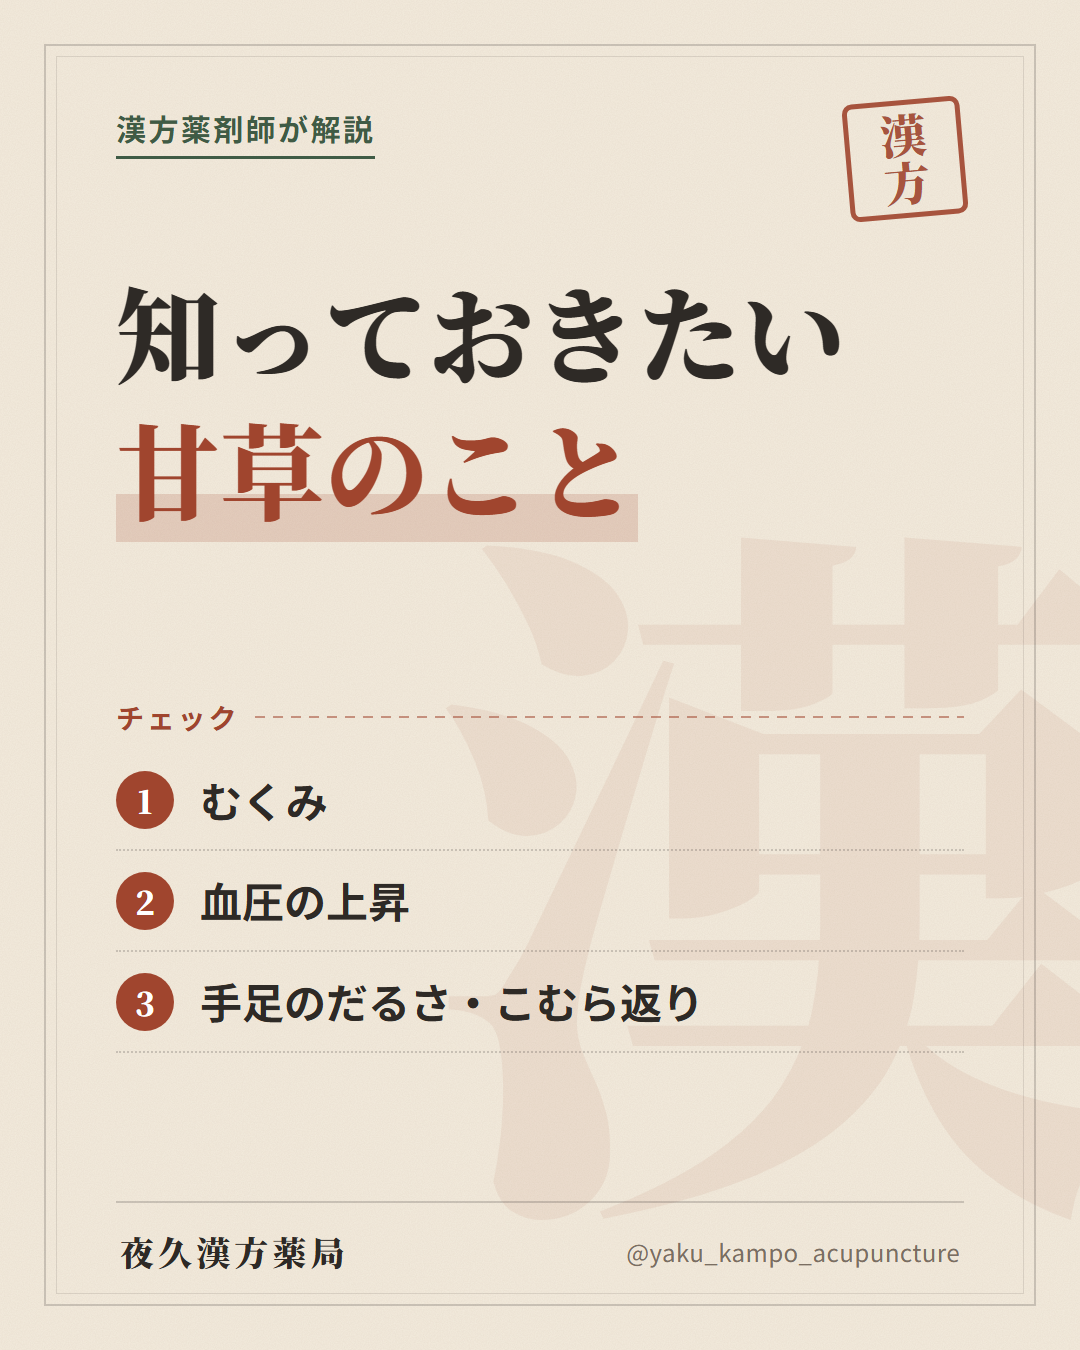 漢方薬剤師が解説
漢
方
知っておきたい
甘草のこと
チェック
1 むくみ
2 血圧の上昇
3 手足のだるさ・こむら返り
漢
夜久漢方薬局
@yaku_kampo_acupuncture